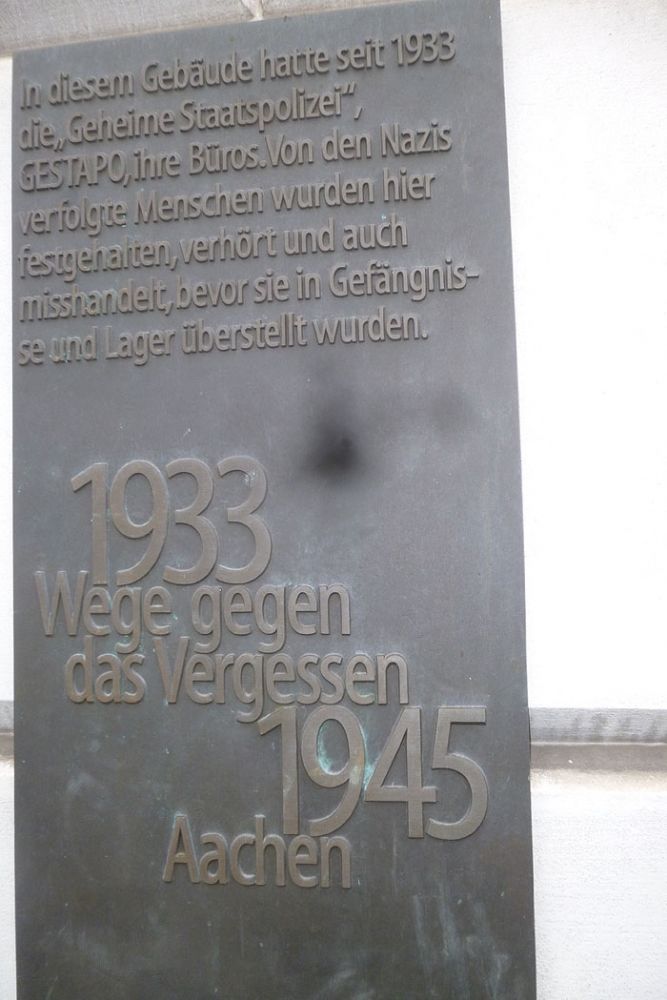 In diesem Gebäude hatte seit 1933
die „Geheime Staatspolizei”,
GESTAPO, ihre Büros. Von den Nazis
verfolgte Menschen wurden hier
festgehalten, verhört und auch
misshandelt, bevor sie in Gefängnis-
se und Lager überstellt wurden.
1933
Wege gegen
das Vergessen
1945
Aachen